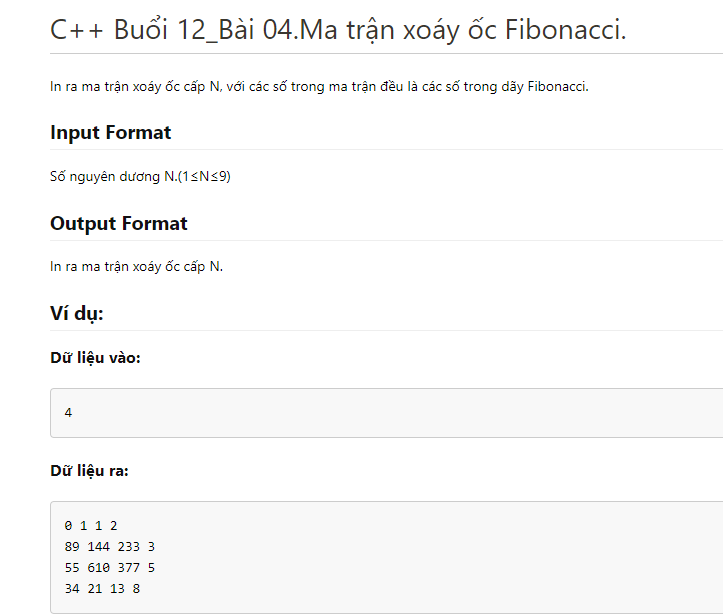 C++ Buổi 12_Bài 04.Ma trận xoáy ốc Fibonacci.
In ra ma trận xoáy ốc cấp N, với các số trong ma trận đều là các số trong dãy Fibonacci.
Input Format
Số nguyên dương N.(1≤N≤9)
Output Format
In ra ma trận xoáy ốc cấp N.
Ví dụ:
Dữ liệu vào:
4
Dữ liệu ra:
0 1 1 2
89 144 233 3
55 610 377 5
34 21 13 8